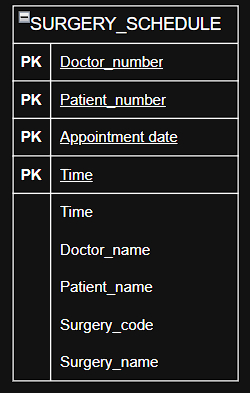 SURGERY_SCHEDULE
PK Doctor_number
PK Patient_number
PK Appointment date
PK Time
Time
Doctor_name
Patient_name
Surgery_code
Surgery_name